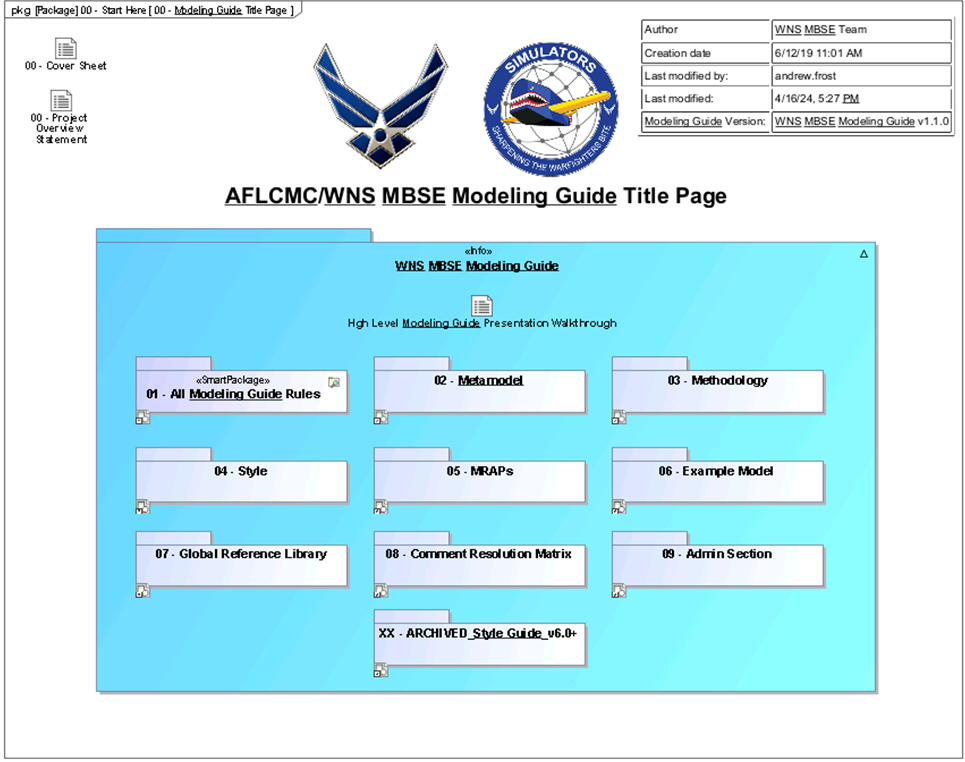 pkg [Package] 00 - Start Here [ 00 - Modeling Guide Title Page ]
00 - Cover Sheet
00 - Project
Overview
Statement
SIMULATORS
SHARPENING THE WARFIGHTERS BITE
Author WNS MBSE Team
Creation date 6/12/19 11:01 AM
Last modified by: andrew.frost
Last modified: 4/16/24, 5:27 PM
Modeling Guide Version: WNS MBSE Modeling Guide v1.1.0
AFLCMC/WNS MBSE Modeling Guide Title Page
«Info»
WNS MBSE Modeling Guide
Hgh Level Modeling Guide Presentation Walkthrough
«SmartPackage»
01 - All Modeling Guide Rules
02 - Metamodel
03 - Methodology
04 - Style
05 - MRAPs
06 - Example Model
07 - Global Reference Library
08 - Comment Resolution Matrix
09 - Admin Section
XX - ARCHIVED_Style Guide_v6.0+